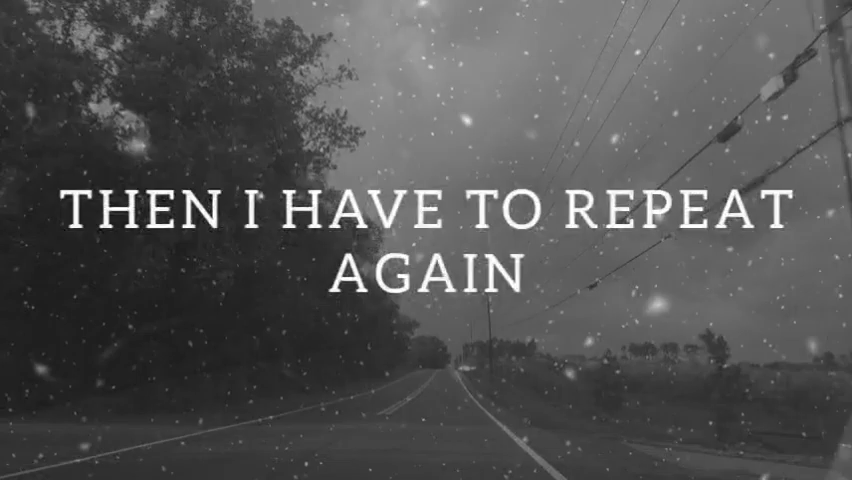 THEN I HAVE TO REPEAT
AGAIN